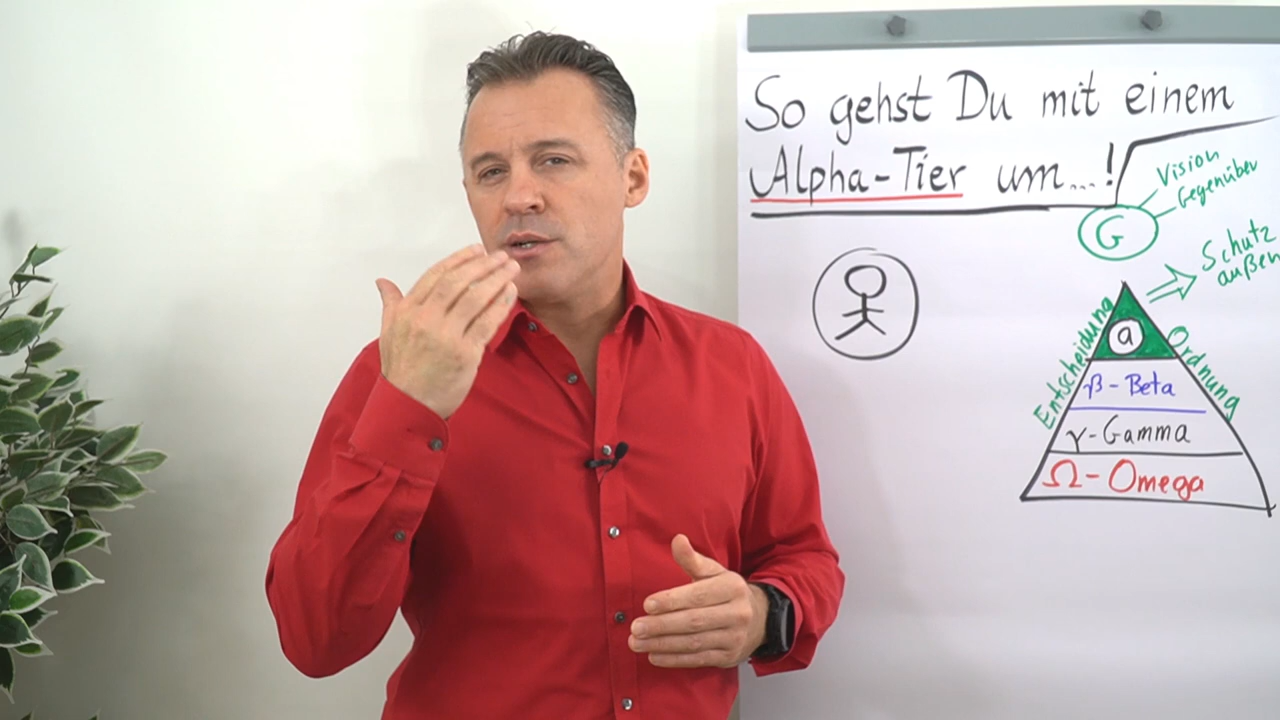 So gehst Du mit einem
Alpha-Tier um...!
Vision
Gegenüber
G
Schutz
außen
Entscheidung
Ordnung
a
β-Beta
γ-Gamma
Ω-Omega